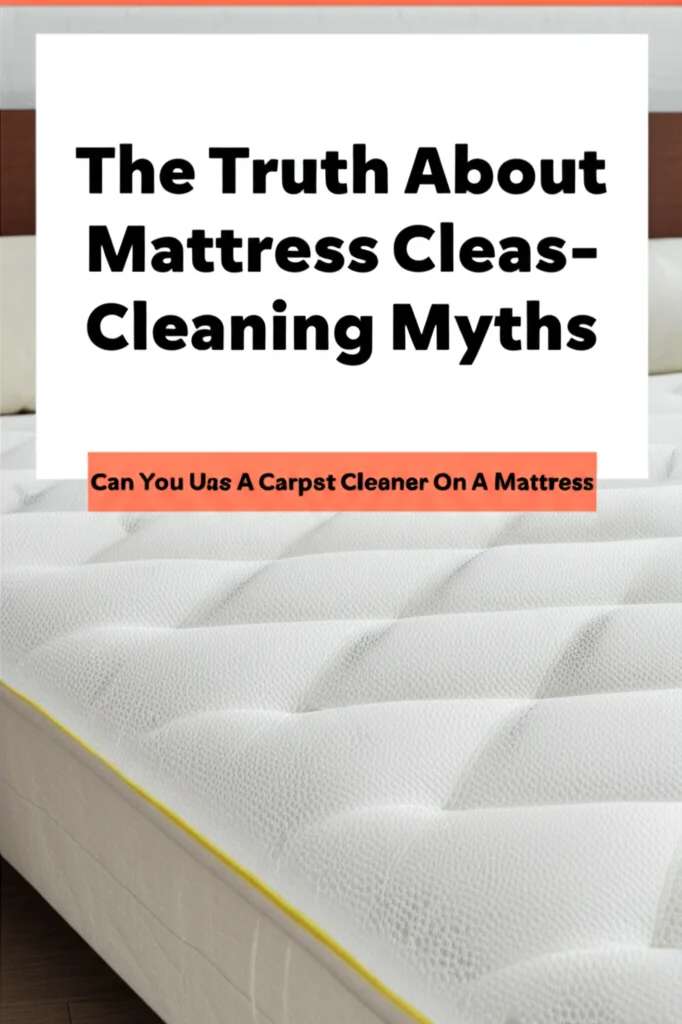 The Truth About
Mattress Cleas-
Cleaning Myths
Can You Uas A Carpst Cleaner On A Mattress